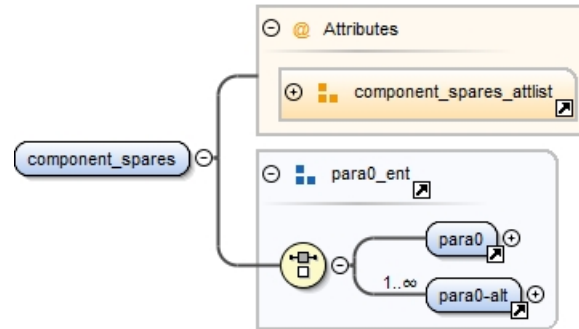 @ Attributes
component_spares_attlist
component_spares
para0_ent
para0
1..∞
para0-alt